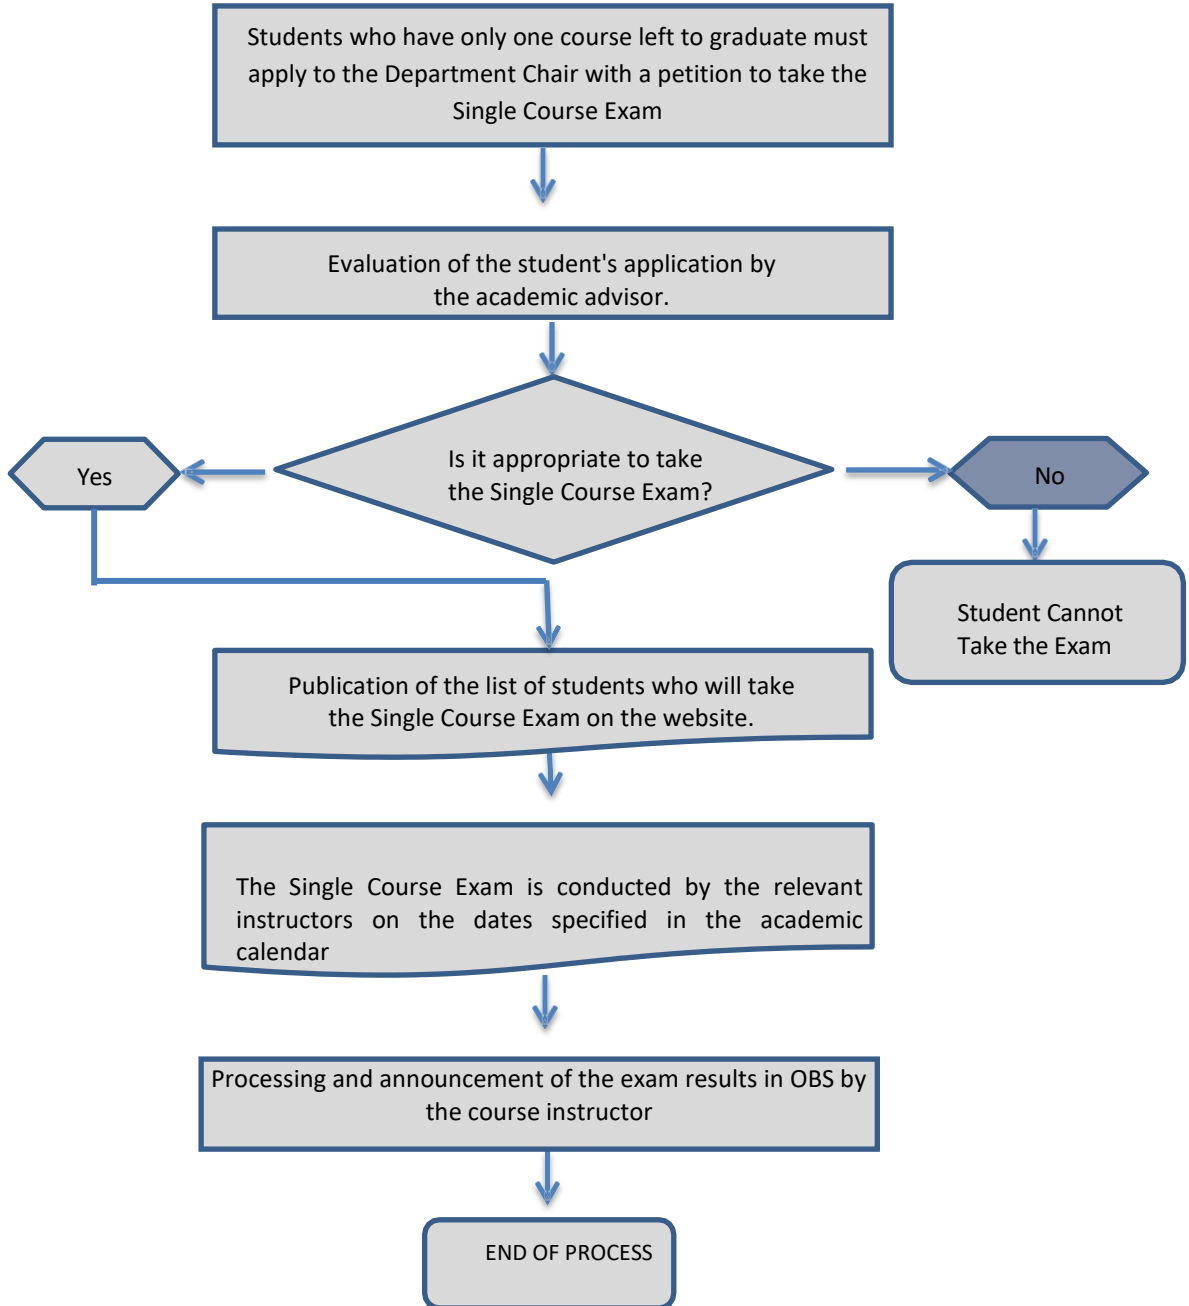 Students who have only one course left to graduate must
apply to the Department Chair with a petition to take the
Single Course Exam
Evaluation of the student's application by
the academic advisor.
Is it appropriate to take
the Single Course Exam?
Yes
No
Student Cannot
Take the Exam
Publication of the list of students who will take
the Single Course Exam on the website.
The Single Course Exam is conducted by the relevant
instructors on the dates specified in the academic
calendar
Processing and announcement of the exam results in OBS by
the course instructor
END OF PROCESS